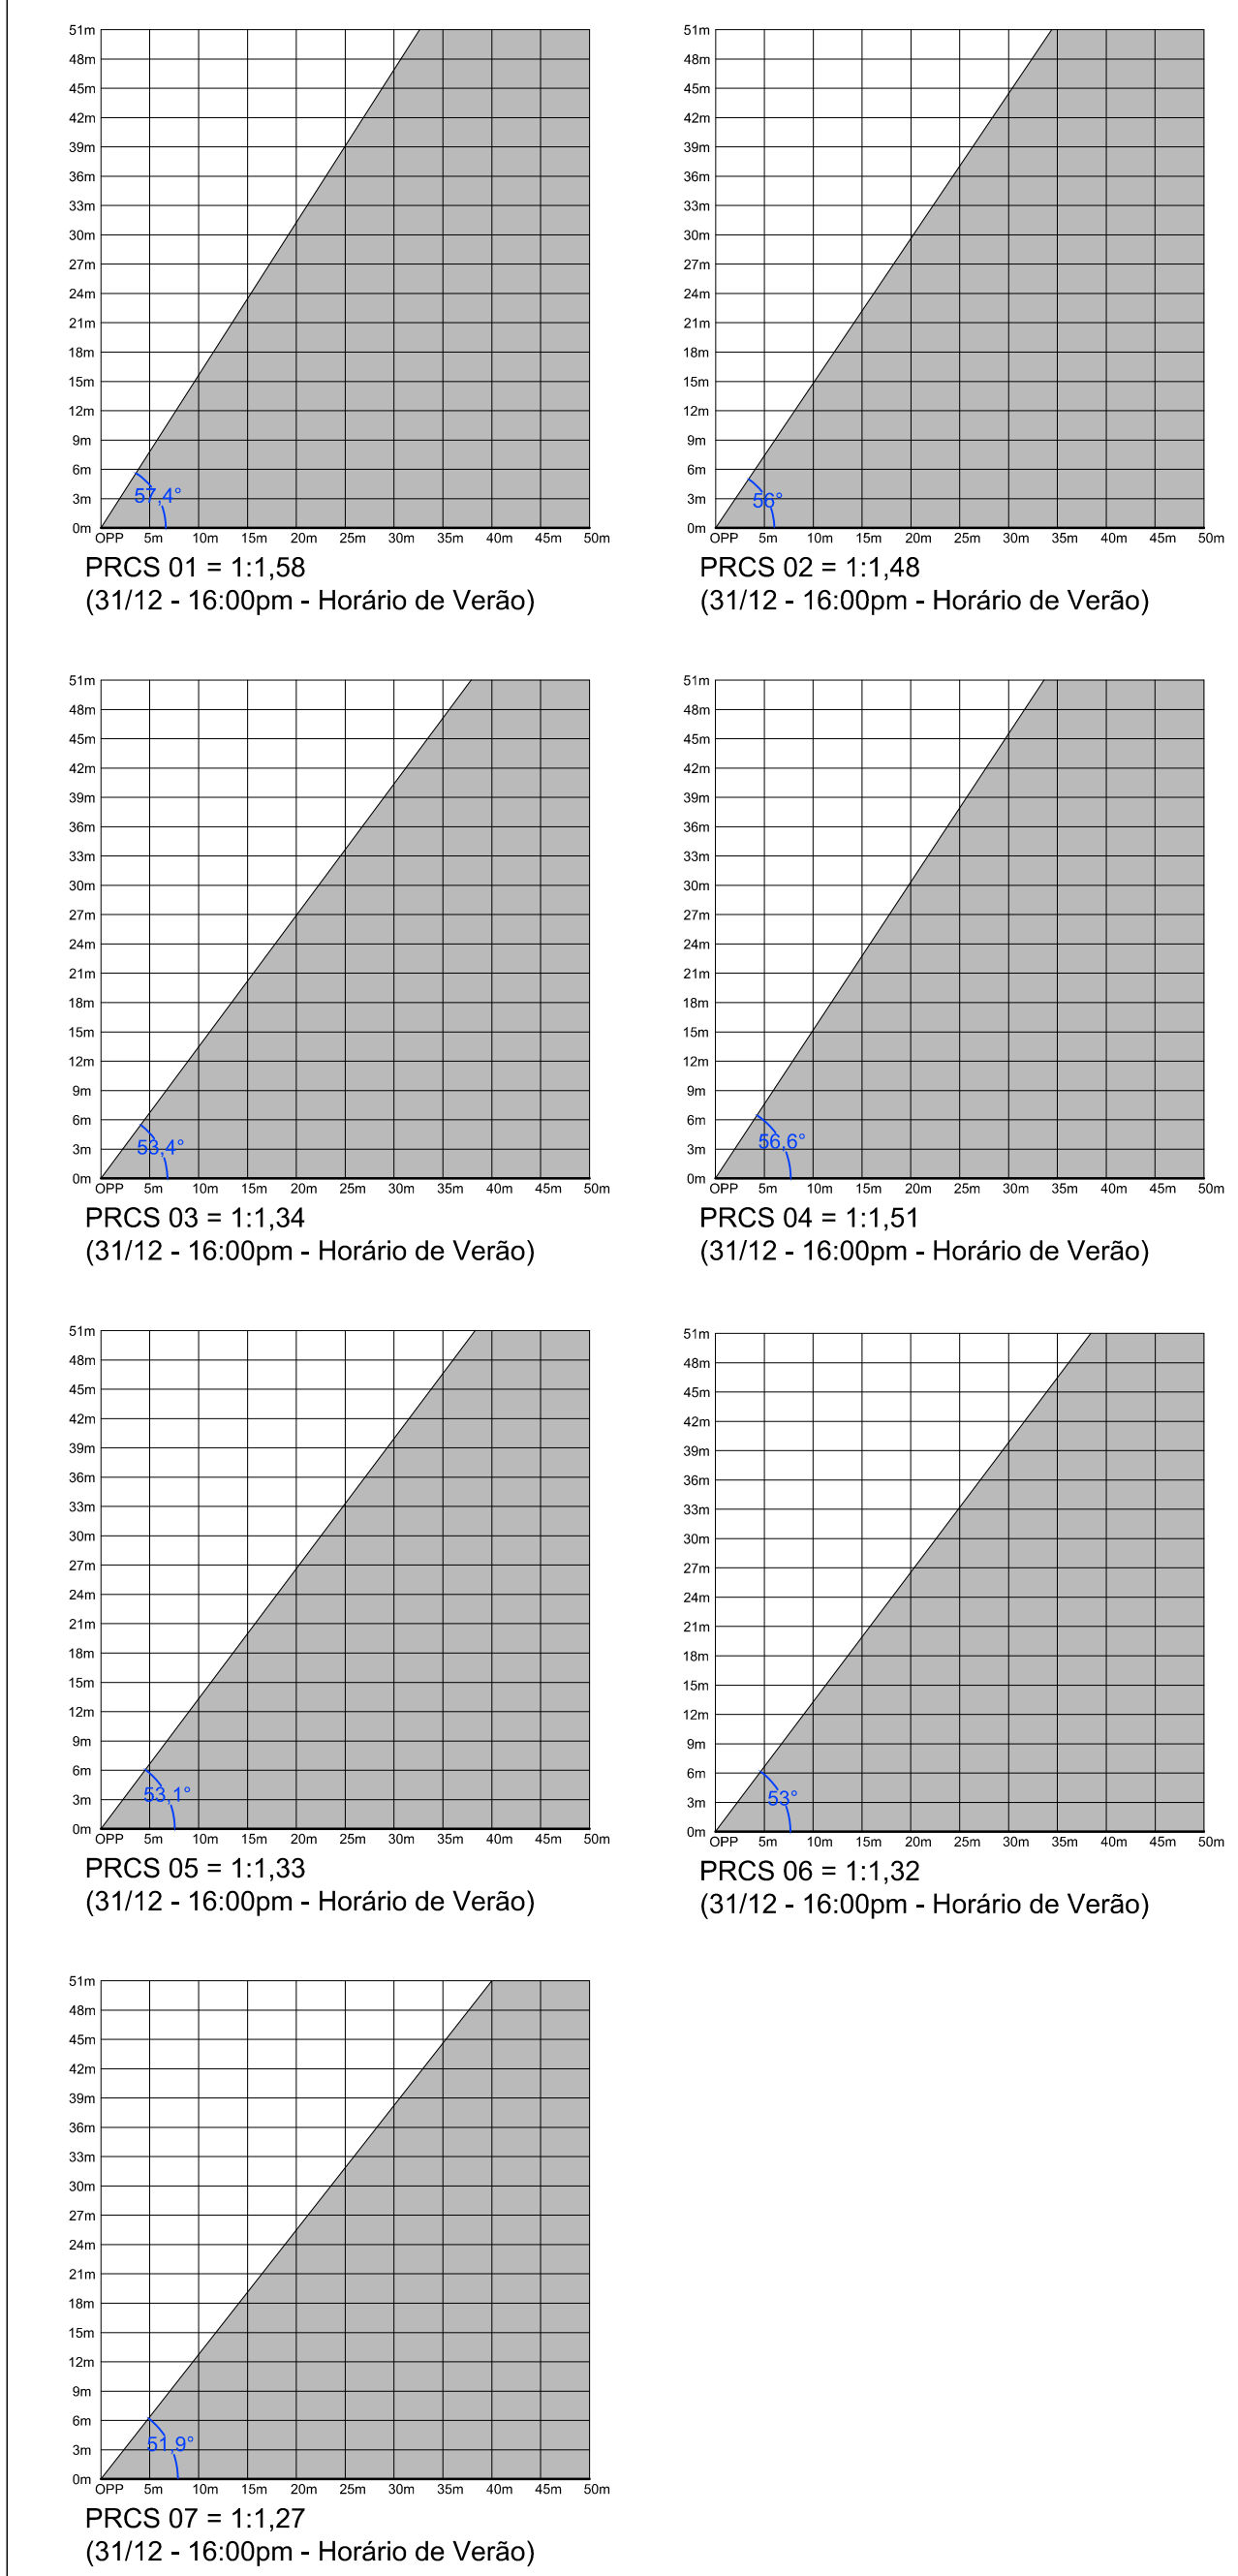 51m 51m
48m 48m
45m 45m
42m 42m
39m 39m
36m 36m
33m 33m
30m 30m
27m 27m
24m 24m
21m 21m
18m 18m
15m 15m
12m 12m
9m 9m
6m 6m
57,4° 56°
3m 3m
0m 0m
OPP 5m 10m 15m 20m 25m 30m 35m 40m 45m 50m OPP 5m 10m 15m 20m 25m 30m 35m 40m 45m 50m
PRCS 01 = 1:1,58 PRCS 02 = 1:1,48
(31/12 - 16:00pm - Horário de Verão) (31/12 - 16:00pm - Horário de Verão)
51m 51m
48m 48m
45m 45m
42m 42m
39m 39m
36m 36m
33m 33m
30m 30m
27m 27m
24m 24m
21m 21m
18m 18m
15m 15m
12m 12m
9m 9m
6m 6m
53,4° 56,6°
3m 3m
0m 0m
OPP 5m 10m 15m 20m 25m 30m 35m 40m 45m 50m OPP 5m 10m 15m 20m 25m 30m 35m 40m 45m 50m
PRCS 03 = 1:1,34 PRCS 04 = 1:1,51
(31/12 - 16:00pm - Horário de Verão) (31/12 - 16:00pm - Horário de Verão)
51m 51m
48m 48m
45m 45m
42m 42m
39m 39m
36m 36m
33m 33m
30m 30m
27m 27m
24m 24m
21m 21m
18m 18m
15m 15m
12m 12m
9m 9m
6m 6m
53,1° 53°
3m 3m
0m 0m
OPP 5m 10m 15m 20m 25m 30m 35m 40m 45m 50m OPP 5m 10m 15m 20m 25m 30m 35m 40m 45m 50m
PRCS 05 = 1:1,33 PRCS 06 = 1:1,32
(31/12 - 16:00pm - Horário de Verão) (31/12 - 16:00pm - Horário de Verão)
51m
48m
45m
42m
39m
36m
33m
30m
27m
24m
21m
18m
15m
12m
9m
6m
51,9°
3m
0m
OPP 5m 10m 15m 20m 25m 30m 35m 40m 45m 50m
PRCS 07 = 1:1,27
(31/12 - 16:00pm - Horário de Verão)